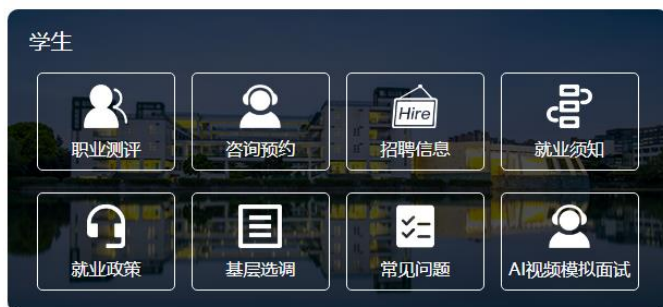 学生
职业测评
咨询预约
Hire
招聘信息
就业须知
就业政策
基层选调
常见问题
AI视频模拟面试